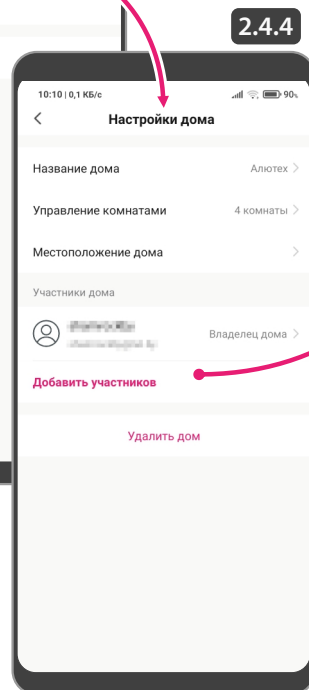 2.4.4
10:10 | 0,1 КБ/с 90%
Настройки дома
Название дома Алютех
Управление комнатами 4 комнаты
Местоположение дома
Участники дома
Владелец дома
Добавить участников
Удалить дом